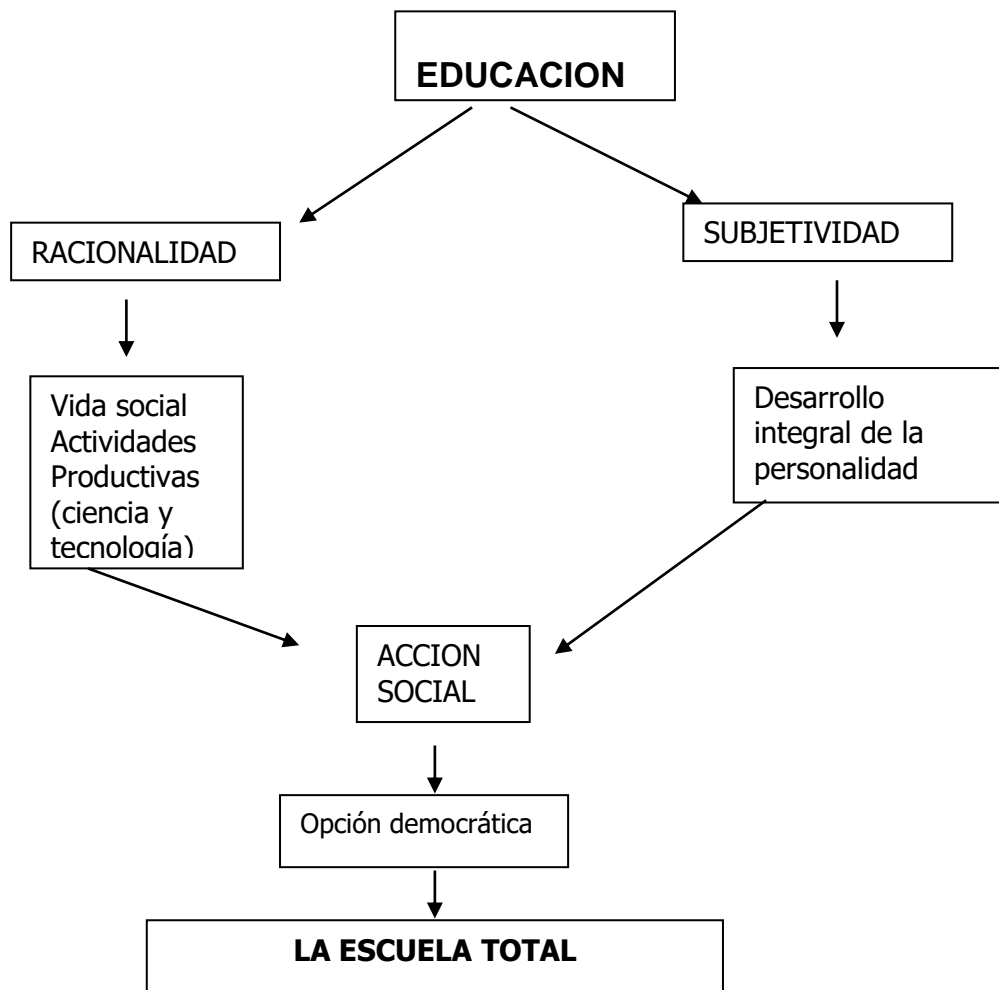 EDUCACION
RACIONALIDAD
SUBJETIVIDAD
Vida social
Actividades
Productivas
(ciencia y
tecnología)
Desarrollo
integral de la
personalidad
ACCION
SOCIAL
Opción democrática
LA ESCUELA TOTAL